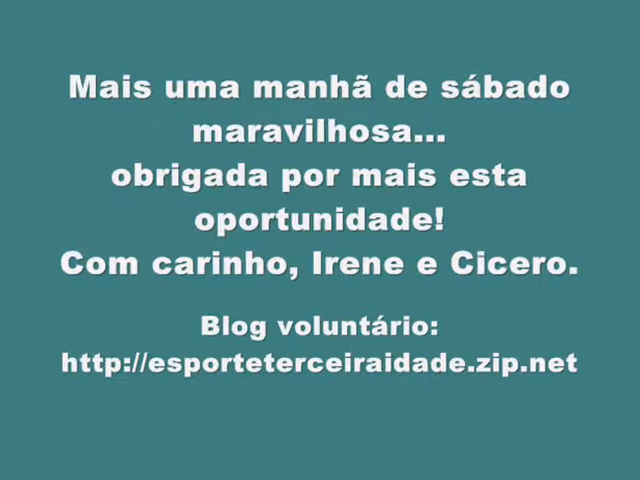 Mais uma manhã de sábado
maravilhosa...
obrigada por mais esta
oportunidade!
Com carinho, Irene e Cicero.
Blog voluntário:
http://esporteterceiraidade.zip.net